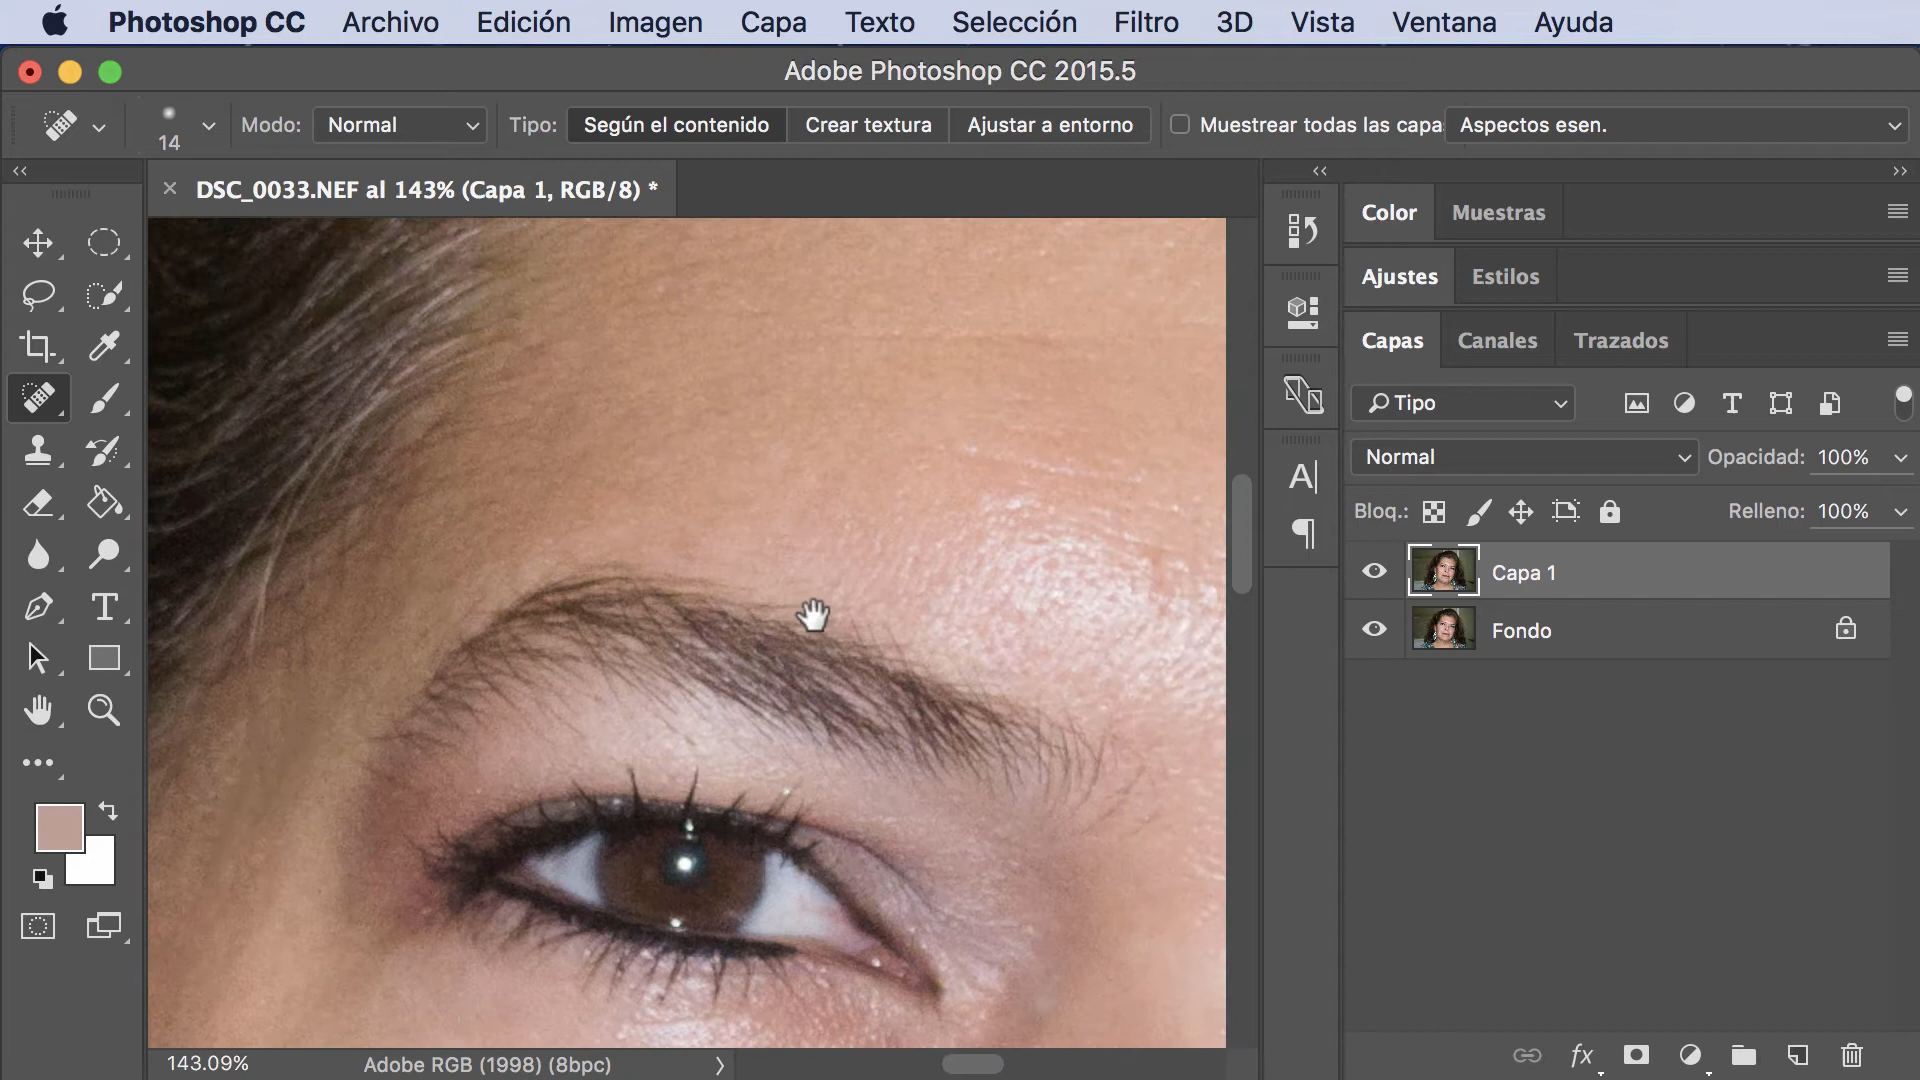 Photoshop CC Archivo Edición Imagen Capa Texto Selección Filtro 3D Vista Ventana Ayuda
Adobe Photoshop CC 2015.5
14 Modo: Normal Tipo: Según el contenido Crear textura Ajustar a entorno Muestrear todas las capa Aspectos esen.
DSC_0033.NEF al 143% (Capa 1, RGB/8) *
Color Muestras
Ajustes Estilos
Capas Canales Trazados
Tipo
Normal Opacidad: 100%
Bloq.: Relleno: 100%
Capa 1
Fondo
143.09% Adobe RGB (1998) (8bpc)